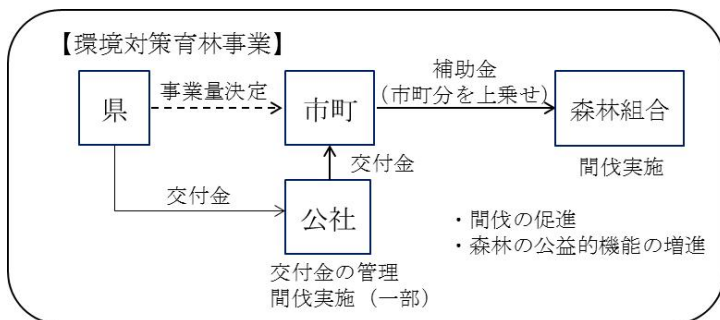 【環境対策育林事業】
県
事業量決定
市町
補助金
(市町分を上乗せ)
森林組合
間伐実施
交付金
交付金
公社
交付金の管理
間伐実施（一部）
・間伐の促進
・森林の公益的機能の増進